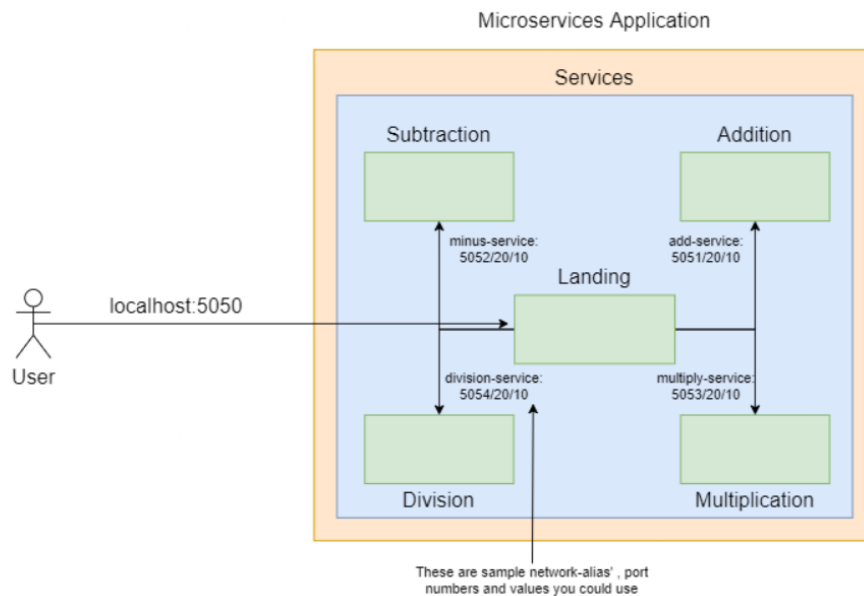 Microservices Application
Services
Subtraction
Addition
minus-service:
5052/20/10
add-service:
5051/20/10
Landing
localhost:5050
User
division-service:
5054/20/10
multiply-service:
5053/20/10
Division
Multiplication
These are sample network-alias' , port
numbers and values you could use